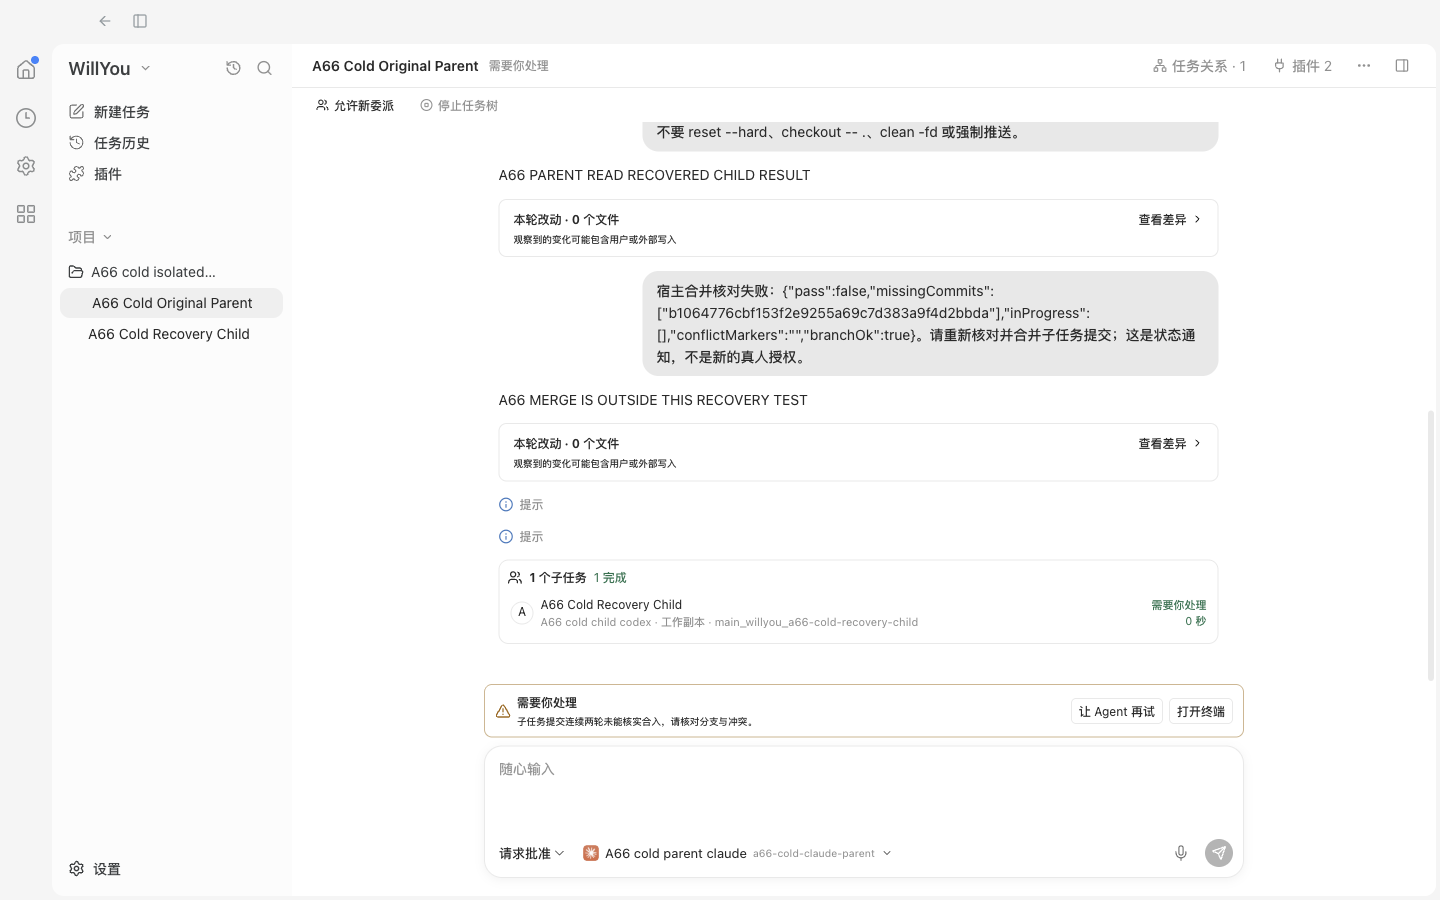 WillYou
新建任务
任务历史
插件
项目
A66 cold isolated...
A66 Cold Original Parent
A66 Cold Recovery Child
设置
A66 Cold Original Parent 需要你处理
任务关系 · 1 插件 2
允许新委派 停止任务树
不要 reset --hard、checkout -- .、clean -fd 或强制推送。
A66 PARENT READ RECOVERED CHILD RESULT
本轮改动 · 0 个文件 查看差异
观察到的变化可能包含用户或外部写入
宿主合并核对失败：{"pass":false,"missingCommits":
["b1064776cbf153f2e9255a69c7d383a9f4d2bbda"],"inProgress":
[],"conflictMarkers":"","branchOk":true}。请重新核对并合并子任务提交；这是状态通
知，不是新的真人授权。
A66 MERGE IS OUTSIDE THIS RECOVERY TEST
本轮改动 · 0 个文件 查看差异
观察到的变化可能包含用户或外部写入
提示
提示
1 个子任务 1 完成
A
A66 Cold Recovery Child 需要你处理
A66 cold child codex · 工作副本 · main_willyou_a66-cold-recovery-child 0 秒
需要你处理
子任务提交连续两轮未能核实合入，请核对分支与冲突。
让 Agent 再试 打开终端
随心输入
请求批准 A66 cold parent claude a66-cold-claude-parent